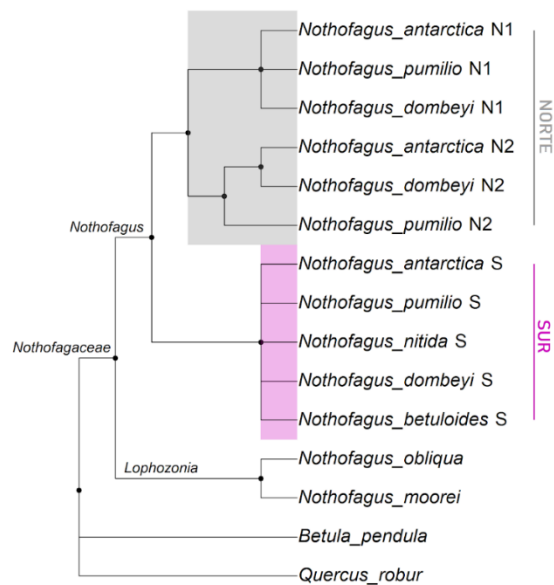 Nothofagus_antarctica N1
Nothofagus_pumilio N1
Nothofagus_dombeyi N1
Nothofagus_antarctica N2
Nothofagus_dombeyi N2
Nothofagus_pumilio N2
NORTE
Nothofagus
Nothofagus_antarctica S
Nothofagus_pumilio S
Nothofagus_nitida S
Nothofagus_dombeyi S
Nothofagus_betuloides S
SUR
Nothofagaceae
Lophozonia
Nothofagus_obliqua
Nothofagus_moorei
Betula_pendula
Quercus_robur